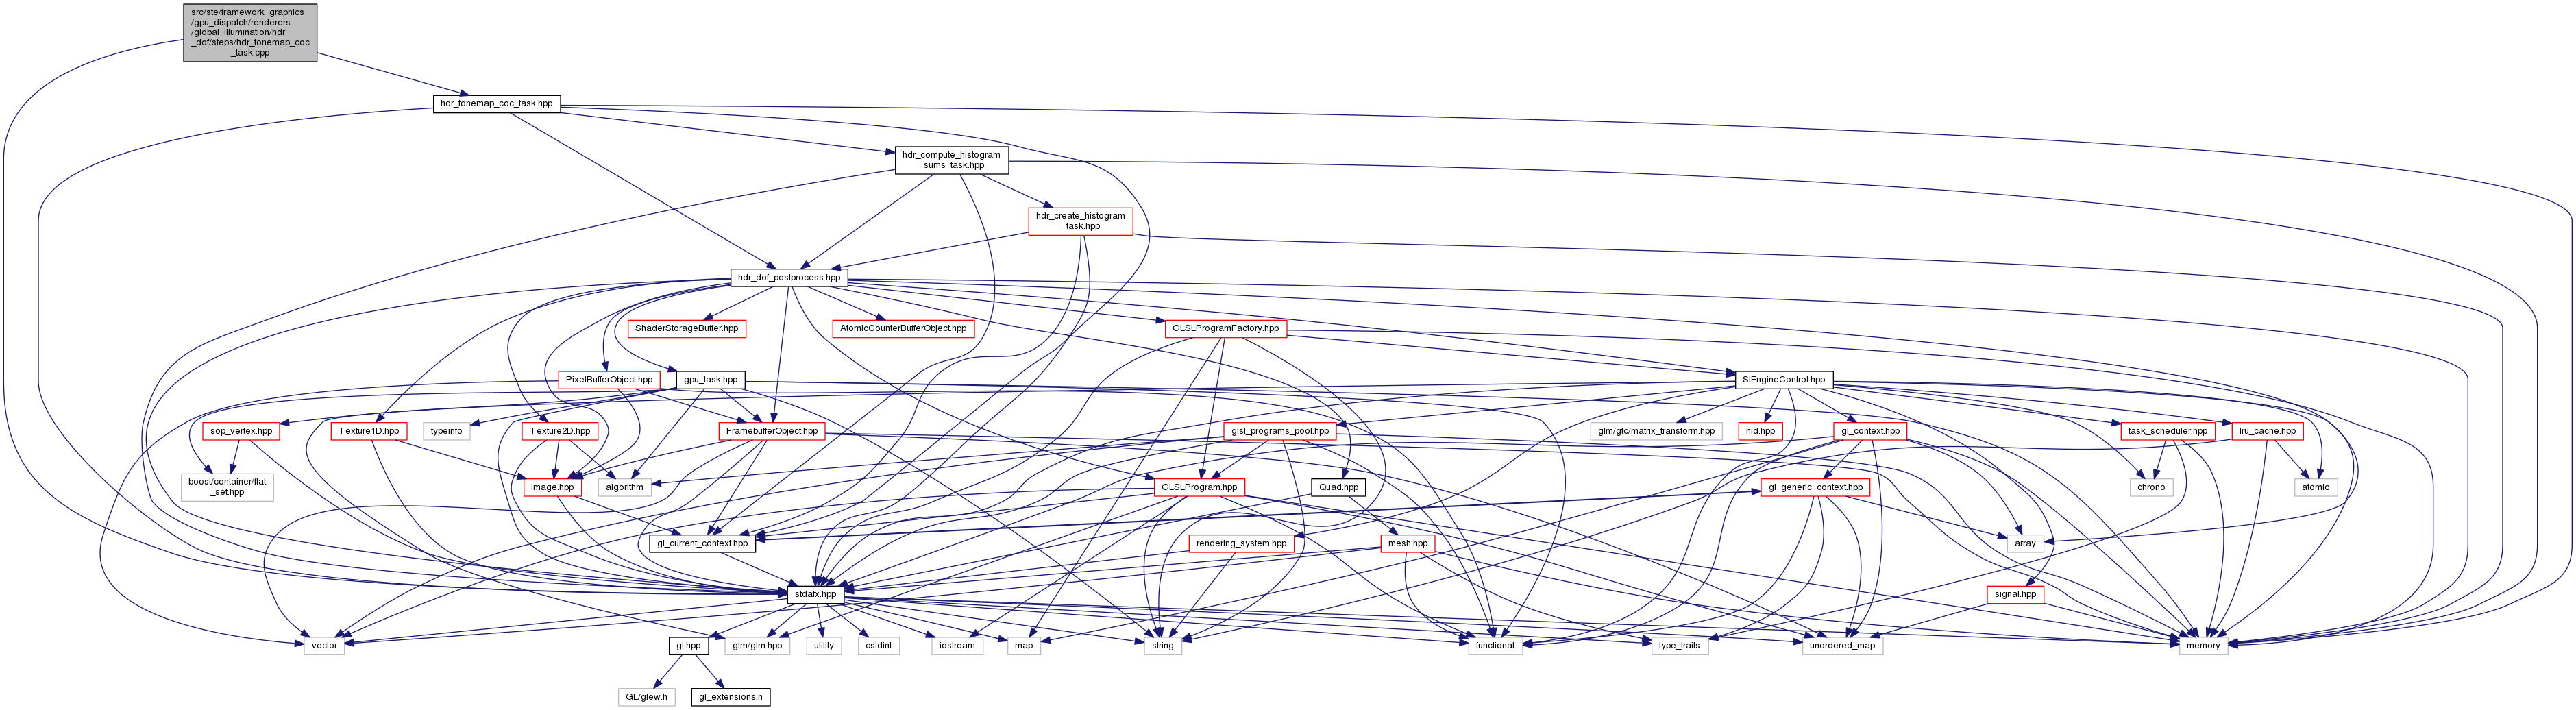 src/ste/framework_graphics
/gpu_dispatch/renderers
/global_illumination/hdr
_dof/steps/hdr_tonemap_coc
_task.cpp
hdr_tonemap_coc_task.hpp
hdr_compute_histogram
_sums_task.hpp
hdr_create_histogram
_task.hpp
hdr_dof_postprocess.hpp
ShaderStorageBuffer.hpp
AtomicCounterBufferObject.hpp
GLSLProgramFactory.hpp
PixelBufferObject.hpp
gpu_task.hpp
StEngineControl.hpp
sop_vertex.hpp
Texture1D.hpp
typeinfo
Texture2D.hpp
FramebufferObject.hpp
glsl_programs_pool.hpp
glm/gtc/matrix_transform.hpp
hid.hpp
gl_context.hpp
task_scheduler.hpp
lru_cache.hpp
boost/container/flat
_set.hpp
image.hpp
algorithm
GLSLProgram.hpp
Quad.hpp
gl_generic_context.hpp
chrono
atomic
gl_current_context.hpp
rendering_system.hpp
mesh.hpp
array
stdafx.hpp
signal.hpp
vector
gl.hpp
glm/glm.hpp
utility
cstdint
iostream
map
string
functional
type_traits
unordered_map
memory
GL/glew.h
gl_extensions.h